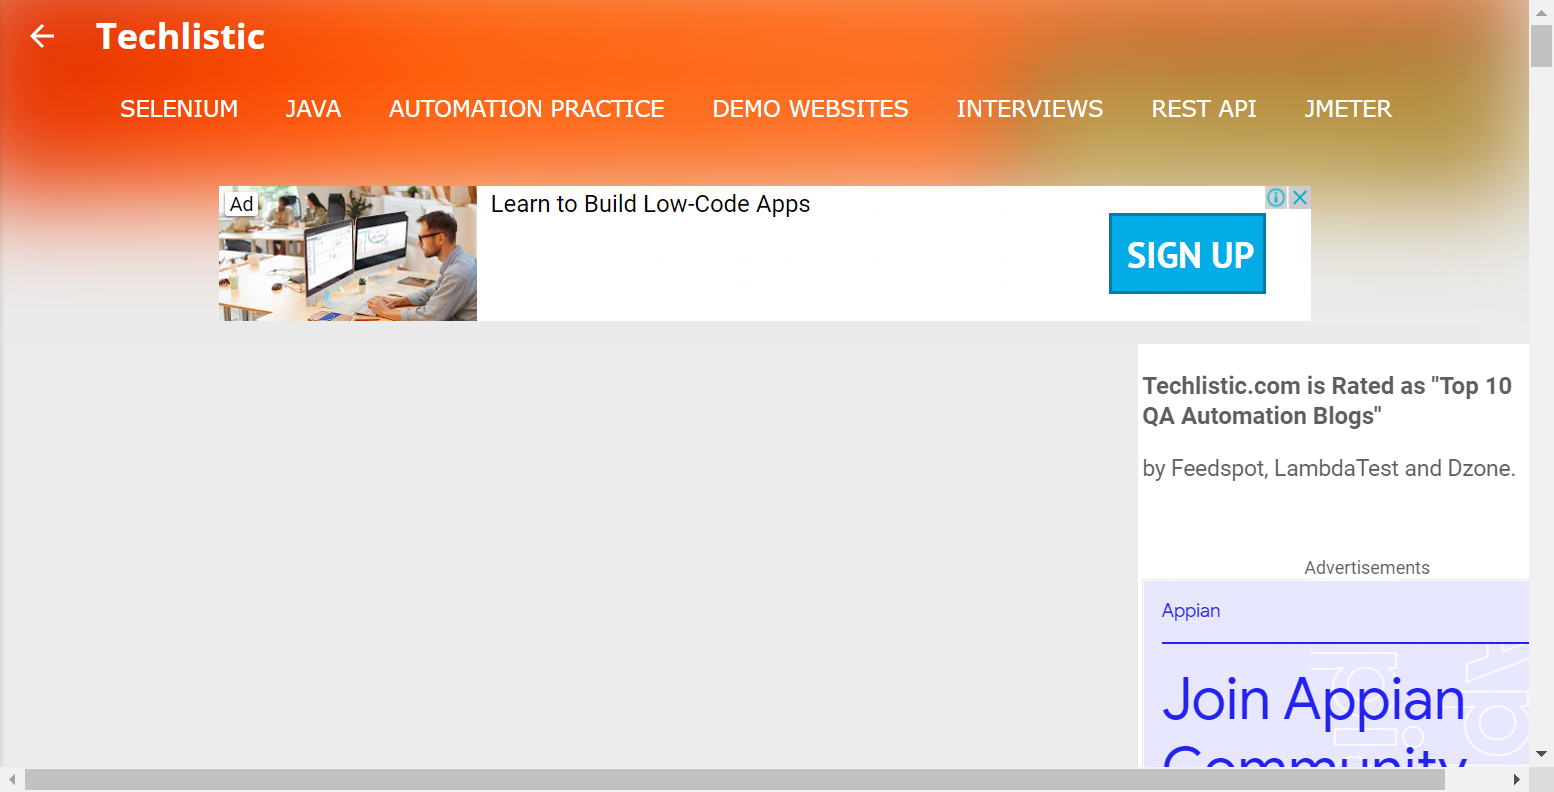 Techlistic
SELENIUM JAVA AUTOMATION PRACTICE DEMO WEBSITES INTERVIEWS REST API JMETER
Ad
Learn to Build Low-Code Apps
SIGN UP
Techlistic.com is Rated as "Top 10
QA Automation Blogs"
by Feedspot, LambdaTest and Dzone.
Advertisements
Appian
Join Appian
Community